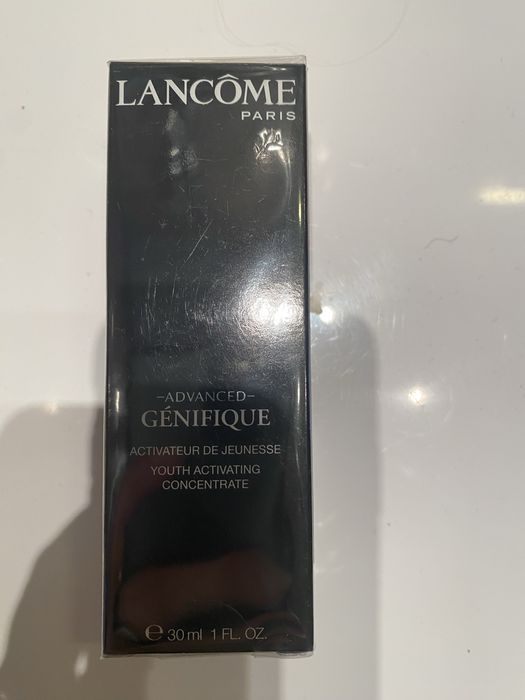 LANCÔME
PARIS
-ADVANCED-
GÉNIFIQUE
ACTIVATEUR DE JEUNESSE
YOUTH ACTIVATING
CONCENTRATE
℮ 30 ml 1 FL. OZ.